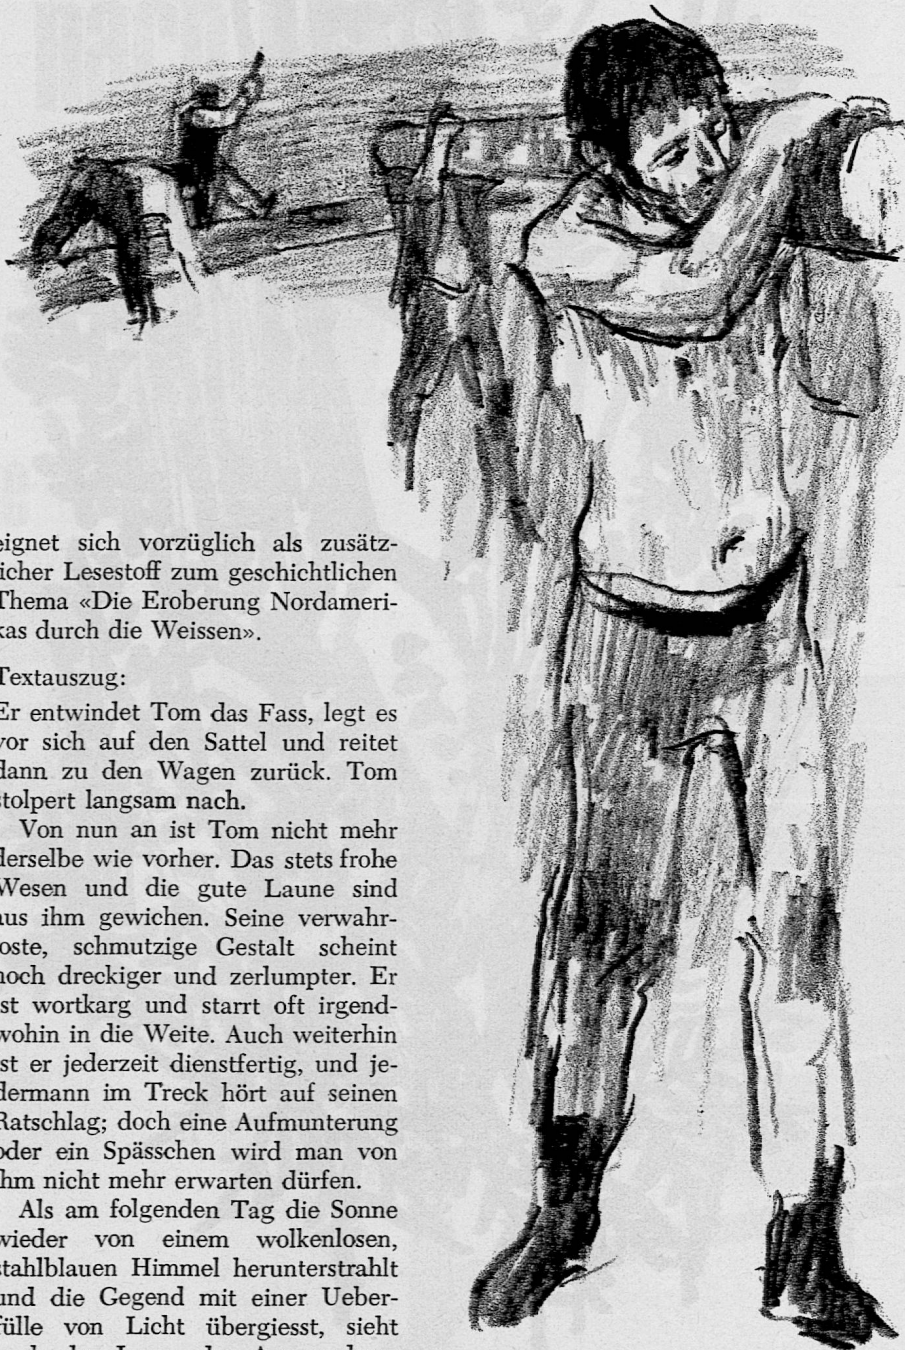 eignet sich vorzüglich als zusätz-
licher Lesestoff zum geschichtlichen
Thema «Die Eroberung Nordameri-
kas durch die Weissen».
Textauszug:
Er entwindet Tom das Fass, legt es
vor sich auf den Sattel und reitet
dann zu den Wagen zurück. Tom
stolpert langsam nach.
Von nun an ist Tom nicht mehr
derselbe wie vorher. Das stets frohe
Wesen und die gute Laune sind
aus ihm gewichen. Seine verwahr-
loste, schmutzige Gestalt scheint
noch dreckiger und zerlumpter. Er
ist wortkarg und starrt oft irgend-
wohin in die Weite. Auch weiterhin
ist er jederzeit dienstfertig, und je-
dermann im Treck hört auf seinen
Ratschlag; doch eine Aufmunterung
oder ein Spässchen wird man von
ihm nicht mehr erwarten dürfen.
Als am folgenden Tag die Sonne
wieder von einem wolkenlosen,
stahlblauen Himmel herunterstrahlt
und die Gegend mit einer Ueber-
fülle von Licht übergiesst, sieht